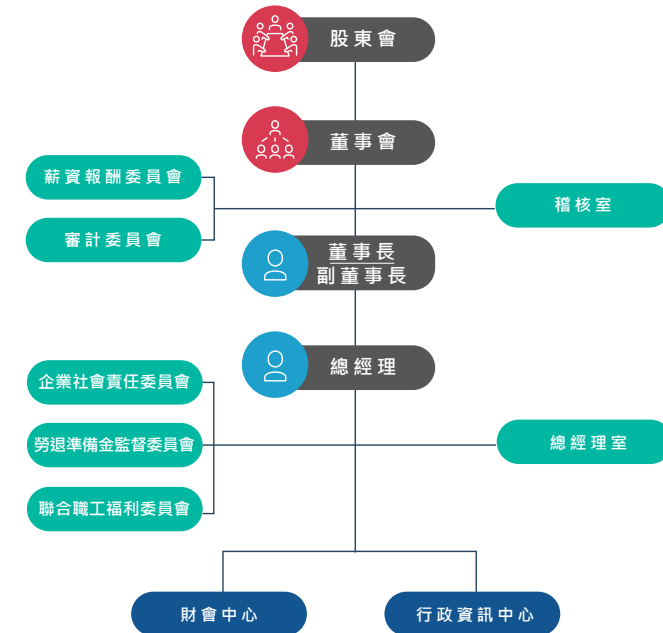 股東會
董事會
薪資報酬委員會
稽核室
審計委員會
董事長
副董事長
總經理
企業社會責任委員會
勞退準備金監督委員會
總經理室
聯合職工福利委員會
財會中心
行政資訊中心